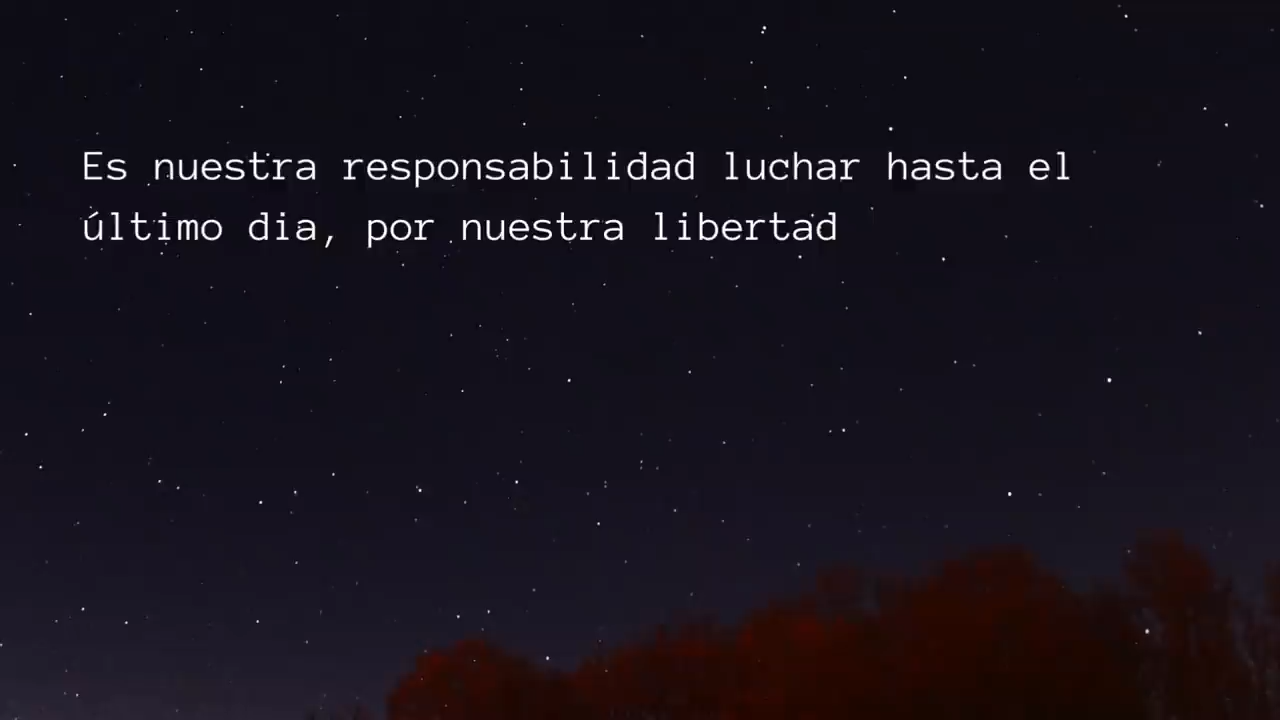 Es nuestra responsabilidad luchar hasta el
último dia, por nuestra libertad